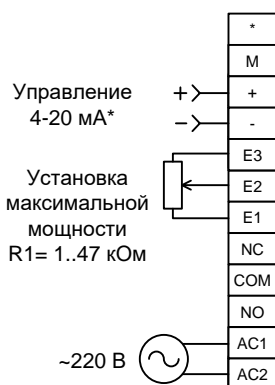 *
M
Управление
4-20 мА*
+
+
-
-
E3
Установка
максимальной
мощности
R1= 1..47 кОм
E2
E1
NC
COM
NO
~220 В
AC1
AC2